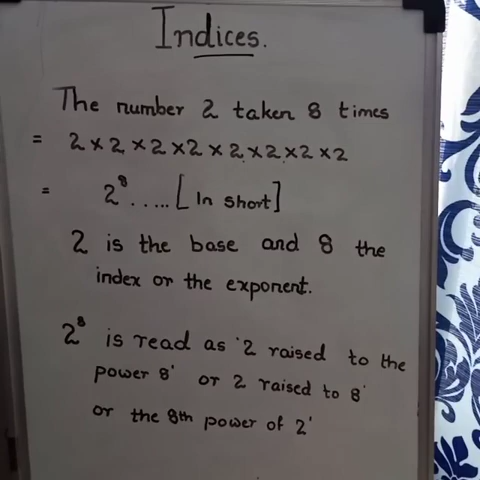 Indices.
The number 2 taken 8 times
= 2 × 2 × 2 × 2 × 2 × 2 × 2 × 2
= 2⁸ ..... [In short]
2 is the base and 8 the
index or the exponent.
2⁸ is read as '2 raised to the
power 8' or 2 raised to 8'
or the 8th power of 2'